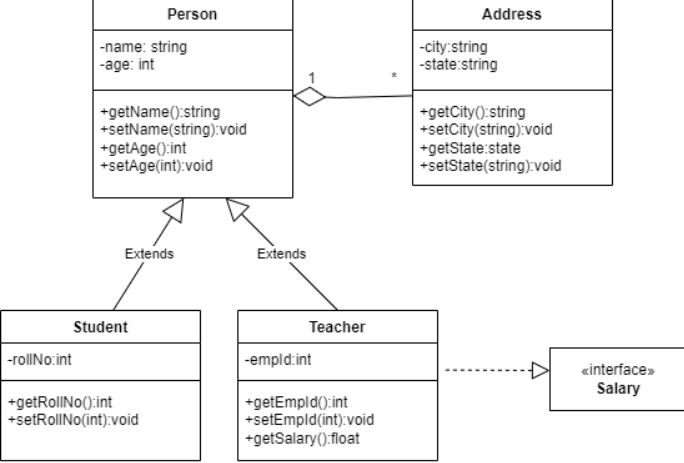 Person
-name: string
-age: int
+getName():string
+setName(string):void
+getAge():int
+setAge(int):void
1
*
Address
-city:string
-state:string
+getCity():string
+setCity(string):void
+getState:state
+setState(string):void
Extends
Extends
Student
-rollNo:int
+getRollNo():int
+setRollNo(int):void
Teacher
-empId:int
+getEmpId():int
+setEmpId(int):void
+getSalary():float
«interface»
Salary